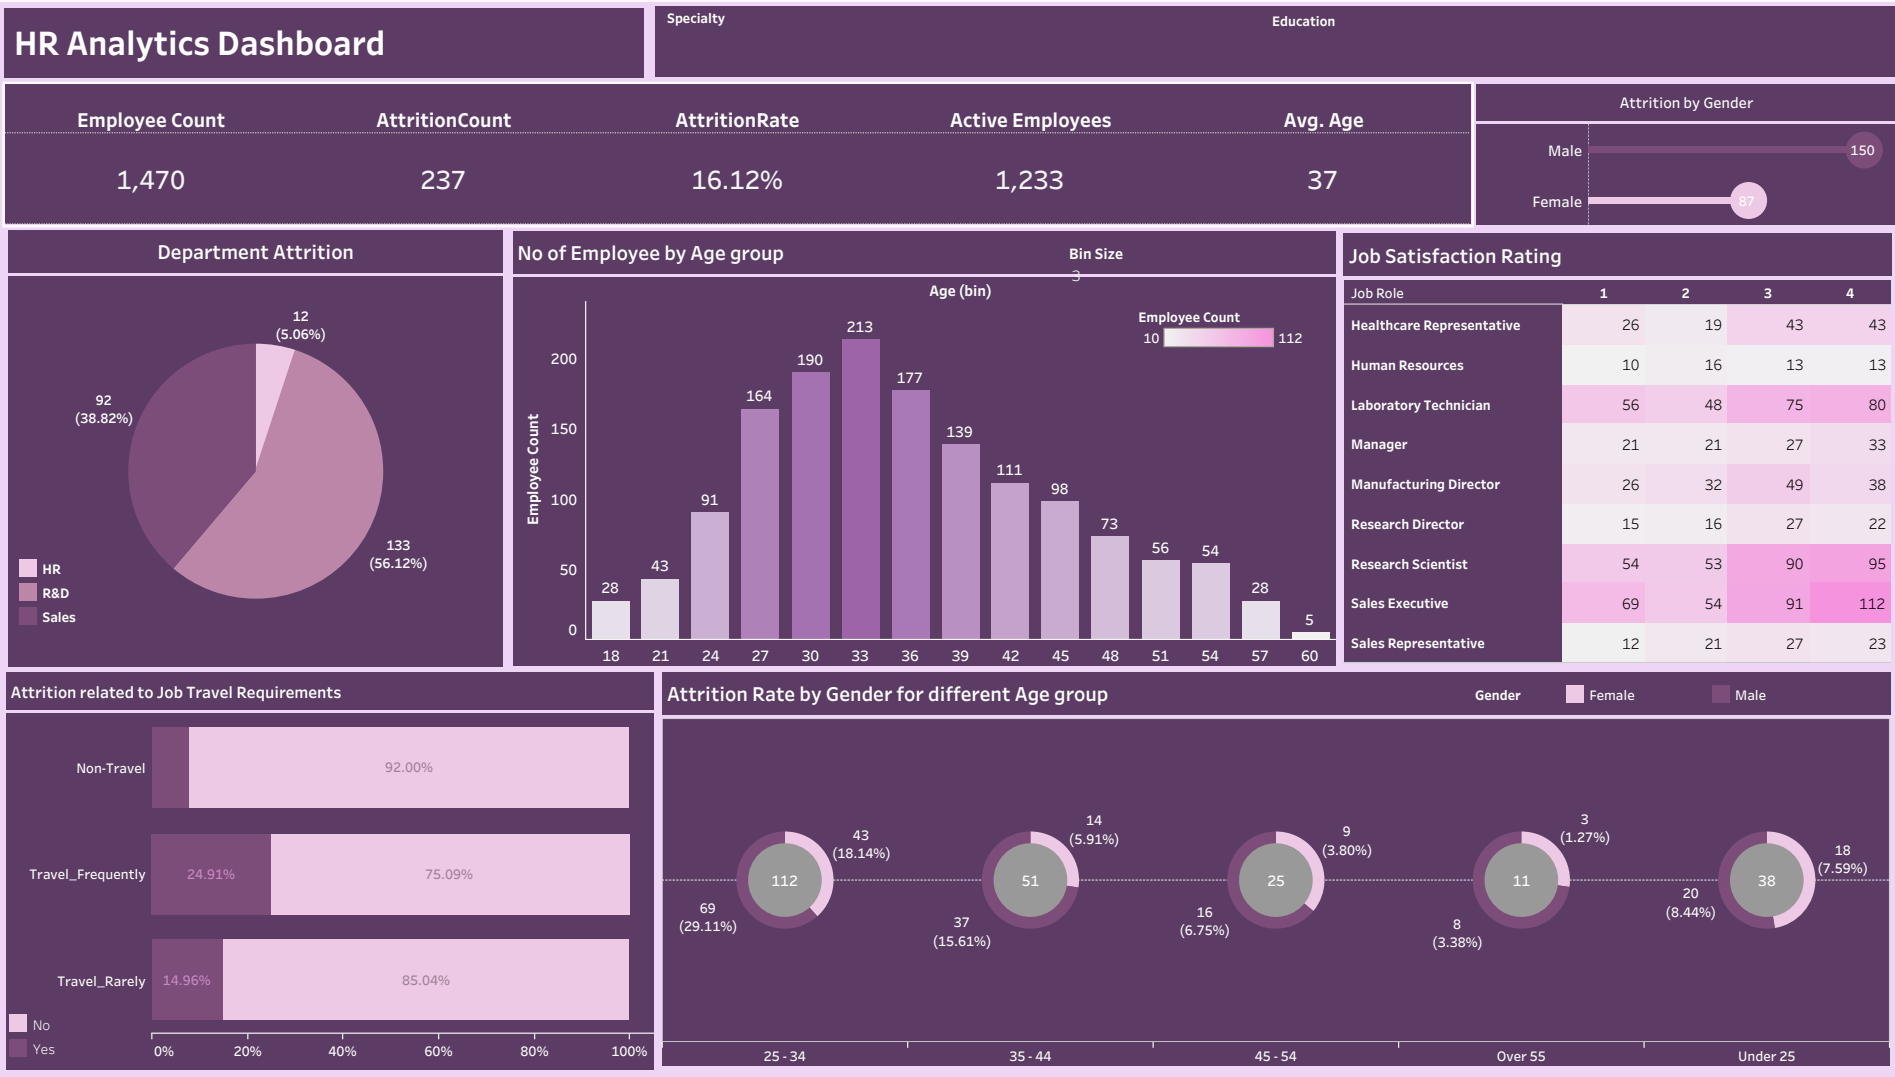 HR Analytics Dashboard
Specialty
Education
Employee Count
AttritionCount
AttritionRate
Active Employees
Avg. Age
1,470
237
16.12%
1,233
37
Attrition by Gender
Male
150
Female
87
Department Attrition
12
(5.06%)
92
(38.82%)
133
(56.12%)
HR
R&D
Sales
No of Employee by Age group
Bin Size
3
Age (bin)
Employee Count
10
112
Employee Count
200
150
100
50
0
28
43
91
164
190
213
177
139
111
98
73
56
54
28
5
18
21
24
27
30
33
36
39
42
45
48
51
54
57
60
Job Satisfaction Rating
Job Role 1 2 3 4
Healthcare Representative 26 19 43 43
Human Resources 10 16 13 13
Laboratory Technician 56 48 75 80
Manager 21 21 27 33
Manufacturing Director 26 32 49 38
Research Director 15 16 27 22
Research Scientist 54 53 90 95
Sales Executive 69 54 91 112
Sales Representative 12 21 27 23
Attrition related to Job Travel Requirements
Non-Travel
92.00%
Travel_Frequently
24.91%
75.09%
Travel_Rarely
14.96%
85.04%
No
Yes
0%
20%
40%
60%
80%
100%
Attrition Rate by Gender for different Age group
Gender
Female
Male
43
(18.14%)
112
69
(29.11%)
14
(5.91%)
51
37
(15.61%)
9
(3.80%)
25
16
(6.75%)
3
(1.27%)
11
8
(3.38%)
18
(7.59%)
38
20
(8.44%)
25 - 34
35 - 44
45 - 54
Over 55
Under 25